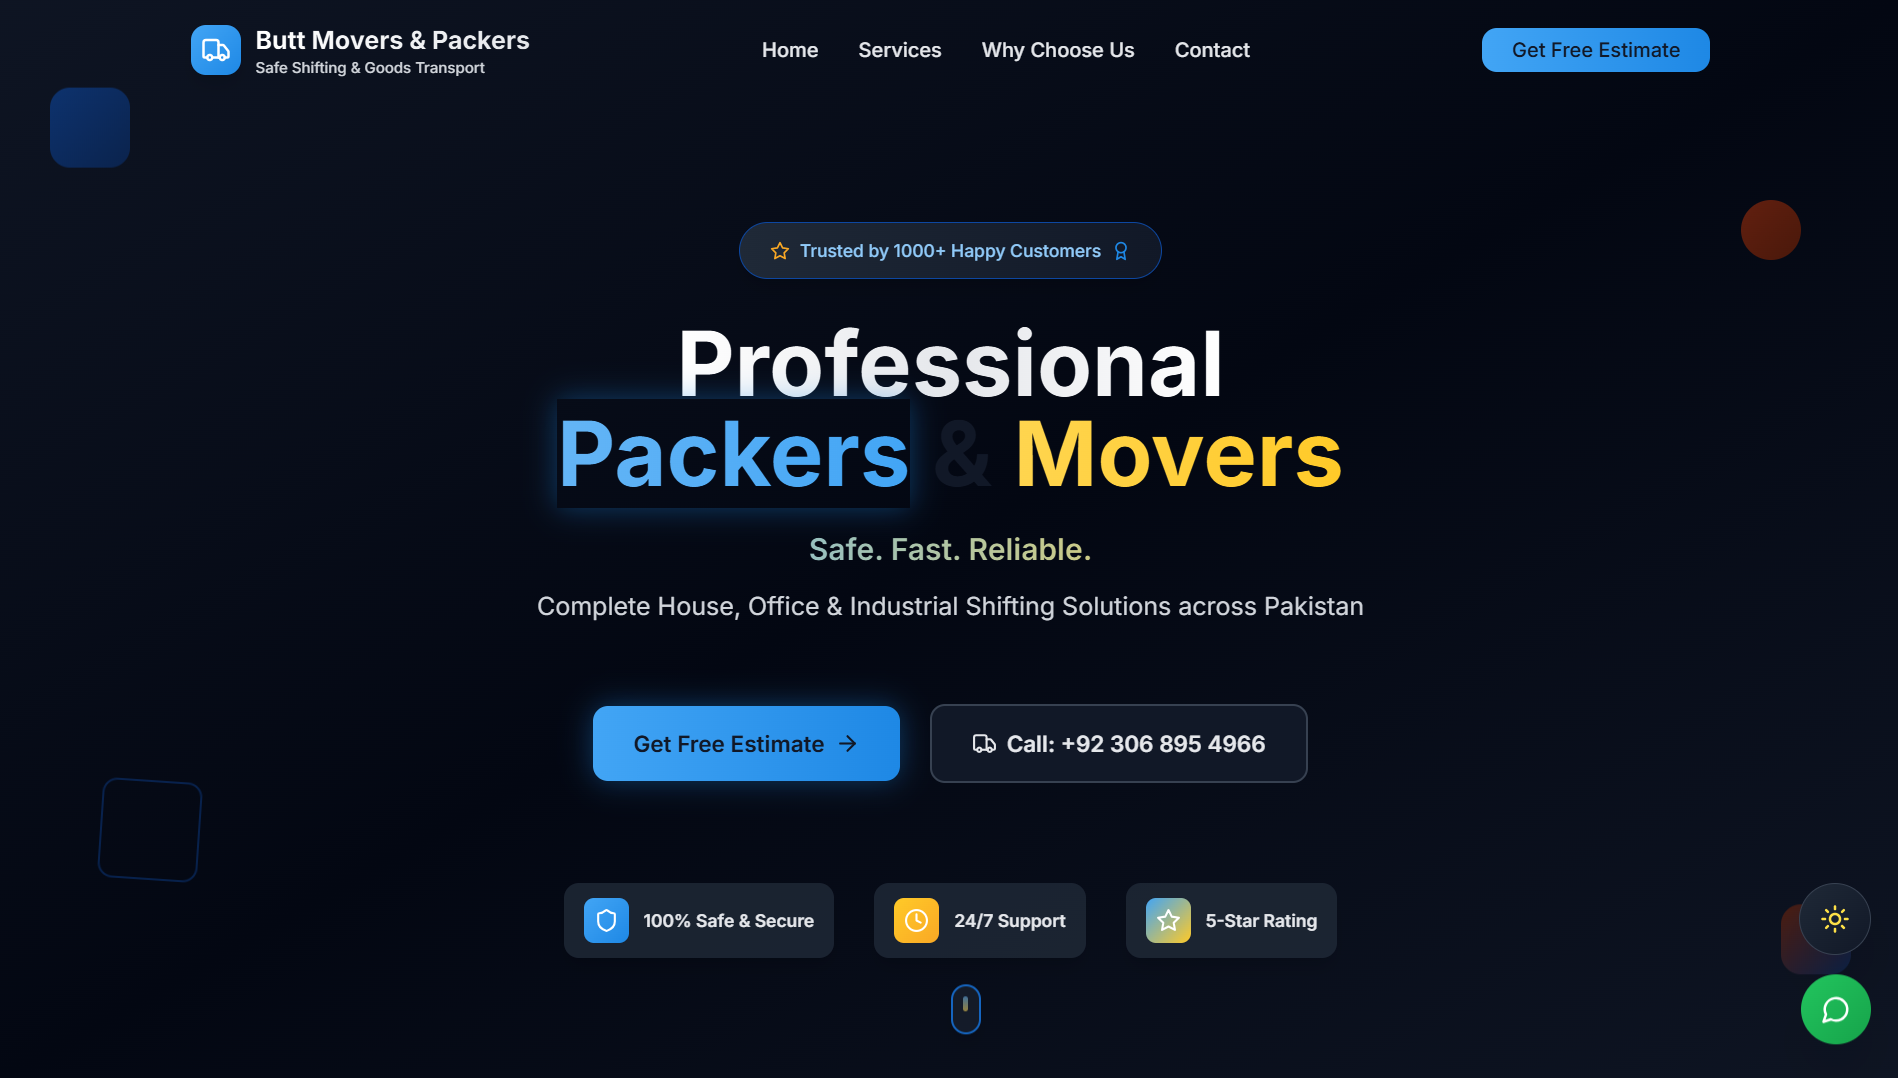 Butt Movers & Packers
Safe Shifting & Goods Transport
Home
Services
Why Choose Us
Contact
Get Free Estimate
Trusted by 1000+ Happy Customers
Professional
Packers & Movers
Safe. Fast. Reliable.
Complete House, Office & Industrial Shifting Solutions across Pakistan
Get Free Estimate
Call: +92 306 895 4966
100% Safe & Secure
24/7 Support
5-Star Rating